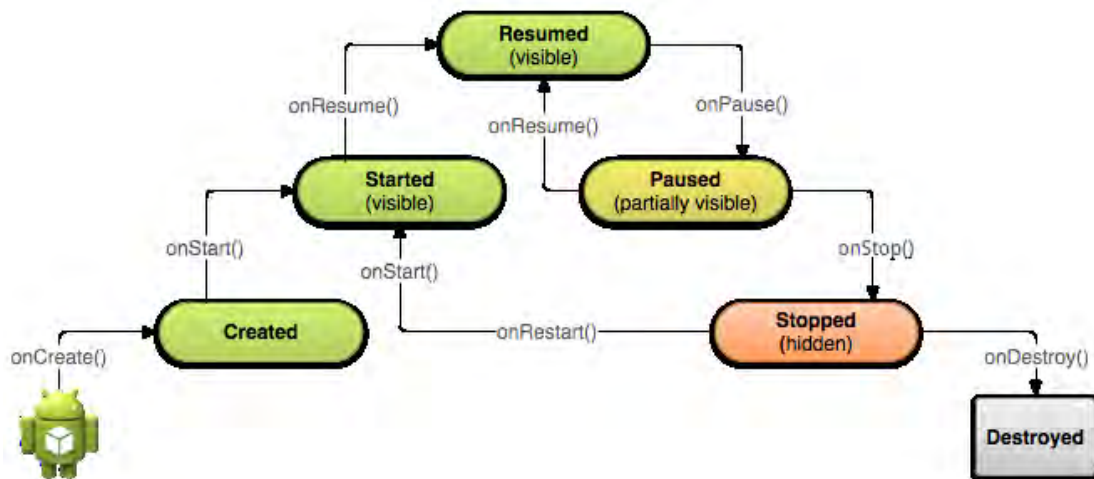 Resumed
(visible)
onResume()
onResume()
onPause()
Started
(visible)
Paused
(partially visible)
onStart()
onStart()
onStop()
Created
onRestart()
Stopped
(hidden)
onCreate()
onDestroy()
Destroyed